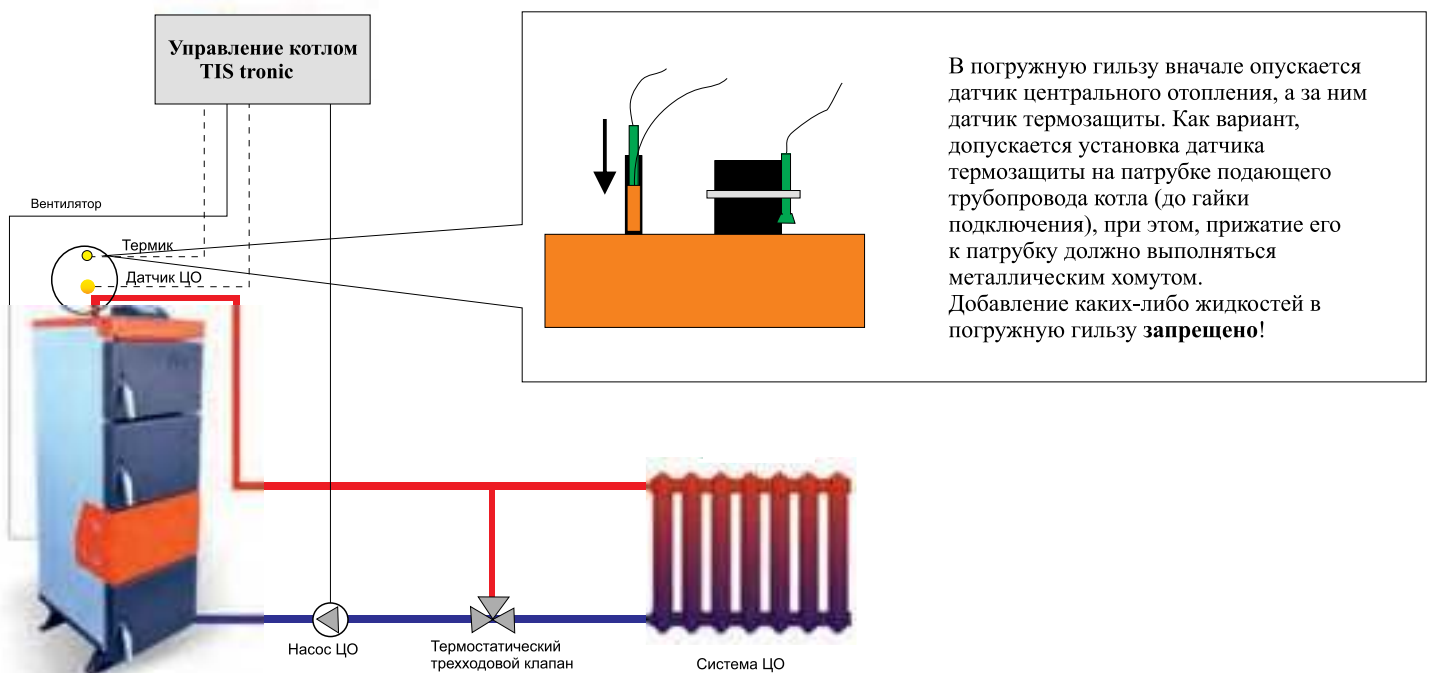 Управление котлом
TIS tronic
В погружную гильзу вначале опускается
датчик центрального отопления, а за ним
датчик термозащиты. Как вариант,
допускается установка датчика
термозащиты на патрубке подающего
трубопровода котла (до гайки
подключения), при этом, прижатие его
к патрубку должно выполняться
металлическим хомутом.
Добавление каких-либо жидкостей в
погружную гильзу запрещено!
Вентилятор
Термик
Датчик ЦО
Насос ЦО
Термостатический
трехходовой клапан
Система ЦО